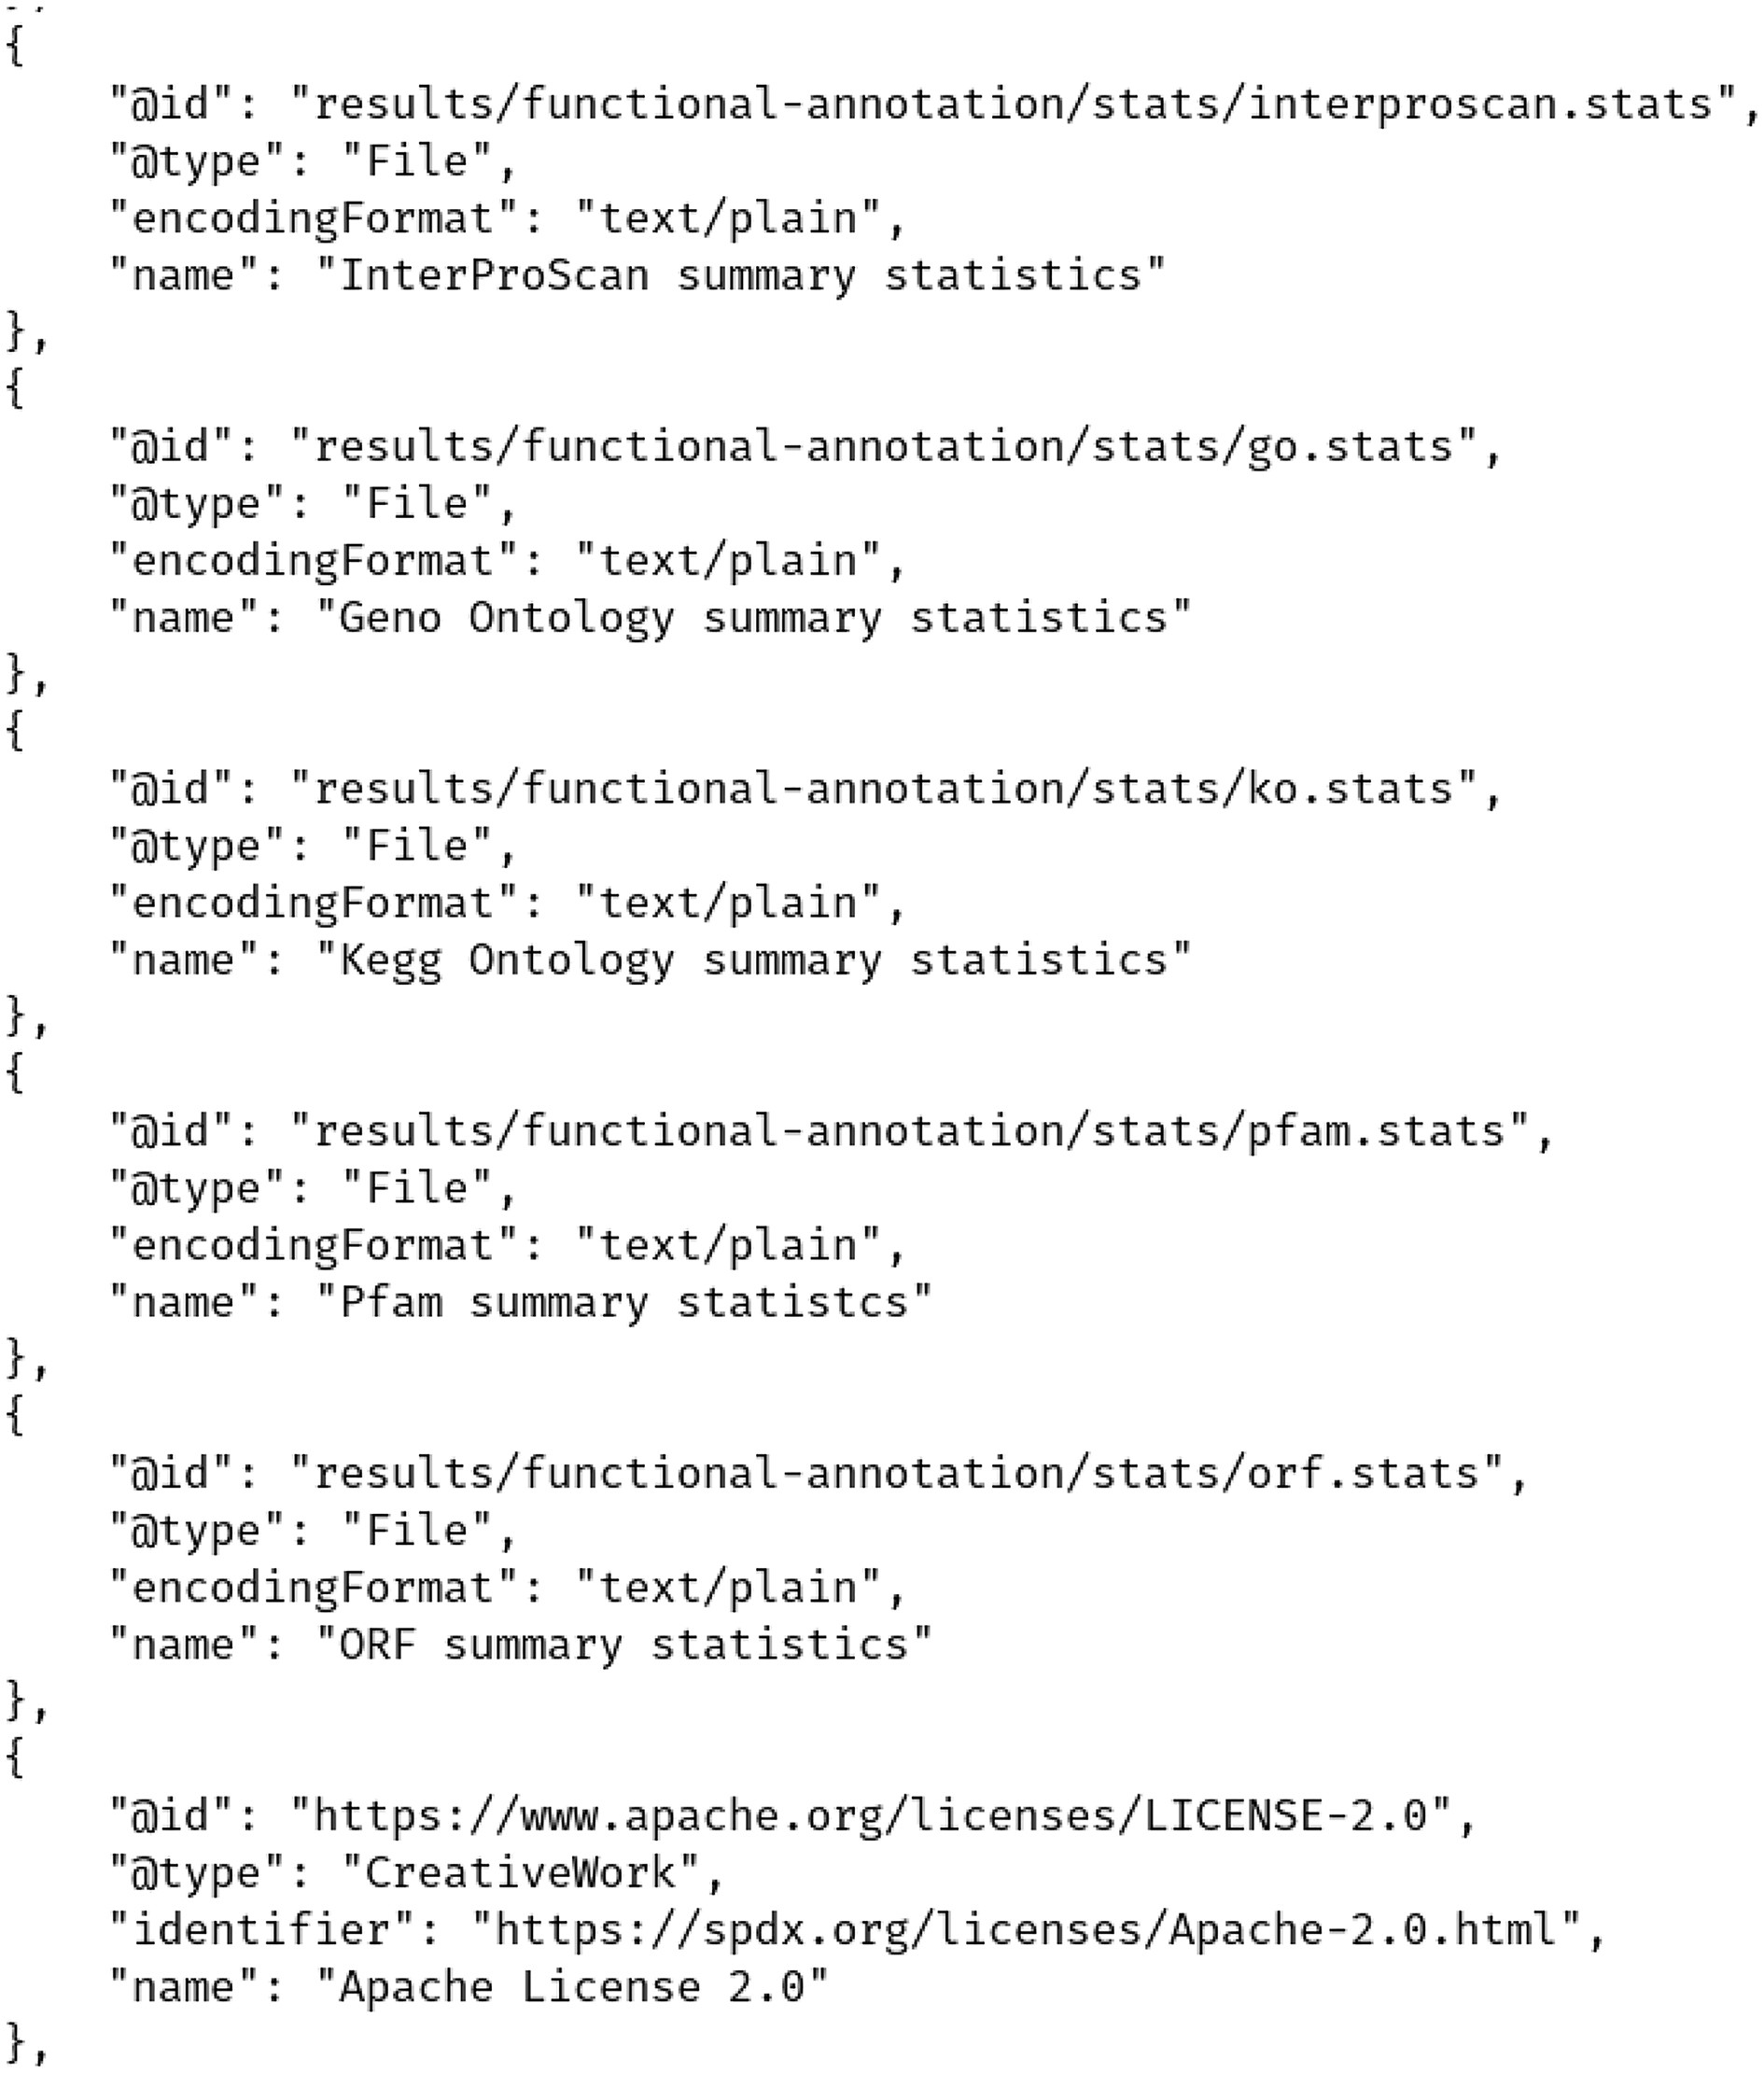 },
{
    "@id": "results/functional-annotation/stats/interproscan.stats",
    "@type": "File",
    "encodingFormat": "text/plain",
    "name": "InterProScan summary statistics"
},
{
    "@id": "results/functional-annotation/stats/go.stats",
    "@type": "File",
    "encodingFormat": "text/plain",
    "name": "Geno Ontology summary statistics"
},
{
    "@id": "results/functional-annotation/stats/ko.stats",
    "@type": "File",
    "encodingFormat": "text/plain",
    "name": "Kegg Ontology summary statistics"
},
{
    "@id": "results/functional-annotation/stats/pfam.stats",
    "@type": "File",
    "encodingFormat": "text/plain",
    "name": "Pfam summary statistcs"
},
{
    "@id": "results/functional-annotation/stats/orf.stats",
    "@type": "File",
    "encodingFormat": "text/plain",
    "name": "ORF summary statistics"
},
{
    "@id": "https://www.apache.org/licenses/LICENSE-2.0",
    "@type": "CreativeWork",
    "identifier": "https://spdx.org/licenses/Apache-2.0.html",
    "name": "Apache License 2.0"
},